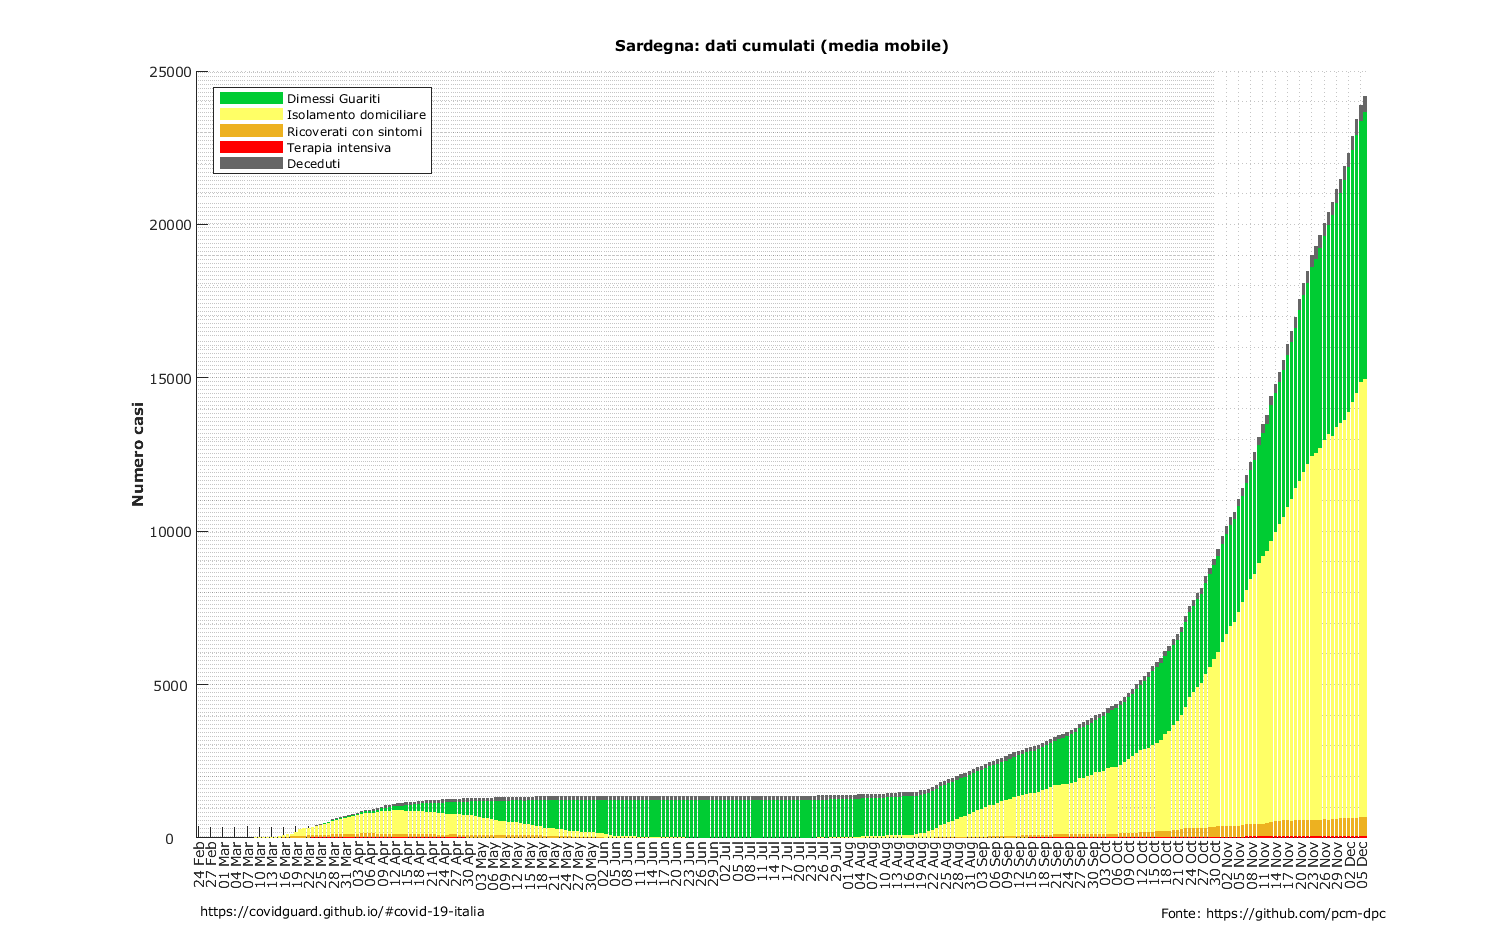 Sardegna: dati cumulati (media mobile)
25000
20000
15000
10000
5000
0
Numero casi
Dimessi Guariti
Isolamento domiciliare
Ricoverati con sintomi
Terapia intensiva
Deceduti
24 Feb
27 Feb
01 Mar
04 Mar
07 Mar
10 Mar
13 Mar
16 Mar
19 Mar
22 Mar
25 Mar
28 Mar
31 Mar
03 Apr
06 Apr
09 Apr
12 Apr
15 Apr
18 Apr
21 Apr
24 Apr
27 Apr
30 Apr
03 May
06 May
09 May
12 May
15 May
18 May
21 May
24 May
27 May
30 May
02 Jun
05 Jun
08 Jun
11 Jun
14 Jun
17 Jun
20 Jun
23 Jun
26 Jun
29 Jun
02 Jul
05 Jul
08 Jul
11 Jul
14 Jul
17 Jul
20 Jul
23 Jul
26 Jul
29 Jul
01 Aug
04 Aug
07 Aug
10 Aug
13 Aug
16 Aug
19 Aug
22 Aug
25 Aug
28 Aug
31 Aug
03 Sep
06 Sep
09 Sep
12 Sep
15 Sep
18 Sep
21 Sep
24 Sep
27 Sep
30 Sep
03 Oct
06 Oct
09 Oct
12 Oct
15 Oct
18 Oct
21 Oct
24 Oct
27 Oct
30 Oct
02 Nov
05 Nov
08 Nov
11 Nov
14 Nov
17 Nov
20 Nov
23 Nov
26 Nov
29 Nov
02 Dec
05 Dec
https://covidguard.github.io/#covid-19-italia
Fonte: https://github.com/pcm-dpc